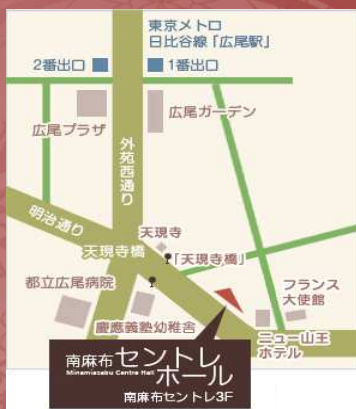 東京メトロ
日比谷線「広尾駅」
2番出口
1番出口
広尾ガーデン
広尾プラザ
外苑西通り
明治通り
天現寺
天現寺橋
「天現寺橋」
都立広尾病院
フランス
大使館
慶應義塾幼稚舎
ニュー山王
ホテル
南麻布セントレ
Minamiazabu Centre Hall
ホール
南麻布セントレ3F